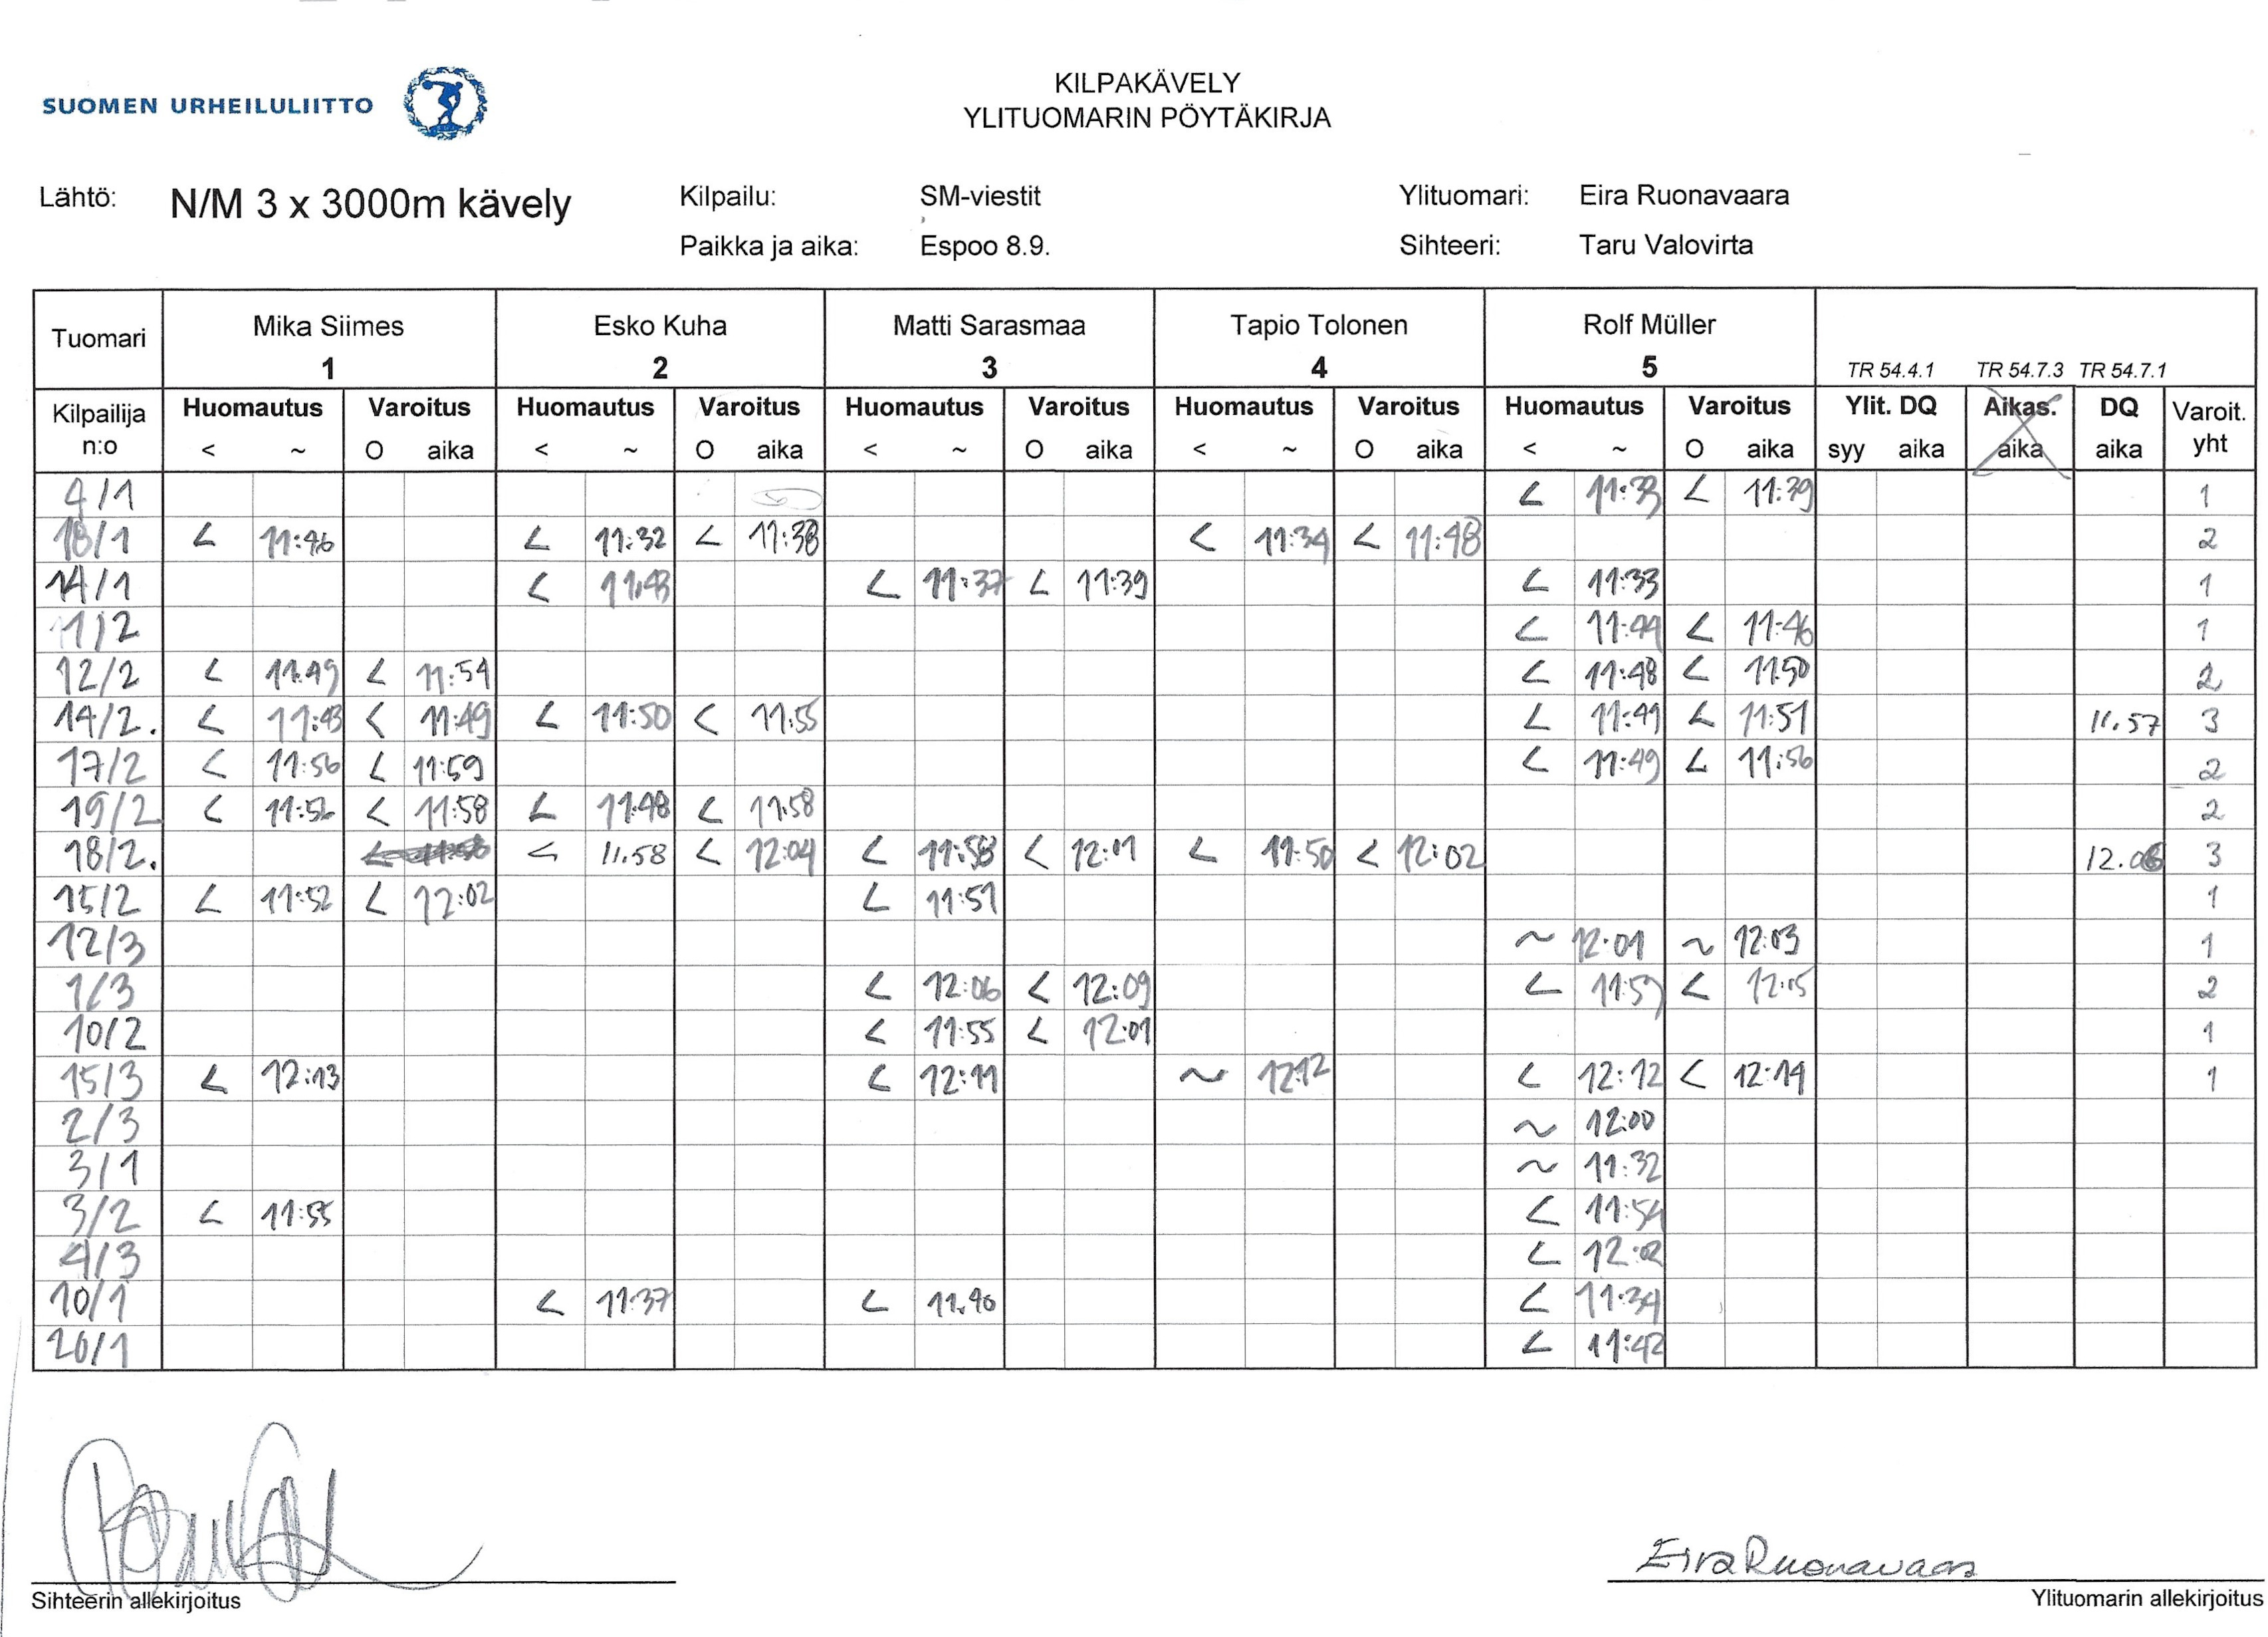 SUOMEN URHEILULIITTO
KILPAKÄVELY
YLITUOMARIN PÖYTÄKIRJA
Lähtö: N/M 3 x 3000m kävely Kilpailu: SM-viestit Ylituomari: Eira Ruonavaara
Paikka ja aika: Espoo 8.9. Sihteeri: Taru Valovirta
Tuomari Mika Siimes Esko Kuha Matti Sarasmaa Tapio Tolonen Rolf Müller
1 2 3 4 5 TR 54.4.1 TR 54.7.3 TR 54.7.1
Kilpailija Huomautus Varoitus Huomautus Varoitus Huomautus Varoitus Huomautus Varoitus Huomautus Varoitus Ylit. DQ Aikas. DQ Varoit.
n:o < ~ O aika < ~ O aika < ~ O aika < ~ O aika < ~ O aika syy aika aika aika yht
4/1 < 11:33 < 11:39 1
18/1 < 11:46 < 11:32 < 11:38 < 11:34 < 11:48 2
14/1 < 11:43 < 11:37 < 11:39 < 11:33 1
11/2 < 11:44 < 11:46 1
12/2 < 11:49 < 11:54 < 11:48 < 11:50 2
14/2. < 11:43 < 11:49 < 11:50 < 11:55 < 11:49 < 11:51 11.57 3
17/2 < 11:56 < 11:59 < 11:49 < 11:56 2
19/2 < 11:56 < 11:58 < 11:48 < 11:58 2
18/2. < 11.58 < 12:04 < 11:58 < 12:01 < 11:50 < 12:02 12.06 3
15/2 < 11:52 < 12:02 < 11:51 1
12/3 ~ 12:01 ~ 12:03 1
1/3 < 12:06 < 12:09 < 11:59 < 12:15 2
10/2 < 11:55 < 12:01 1
15/3 < 12:13 < 12:11 ~ 12:12 < 12:12 < 12:14 1
2/3 ~ 12:00
3/1 ~ 11:32
3/2 < 11:55 < 11:54
4/3 < 12:02
10/1 < 11:37 < 11.40 < 11:34
20/1 < 11:42
Eira Ruonavaara
Sihteerin allekirjoitus Ylituomarin allekirjoitus